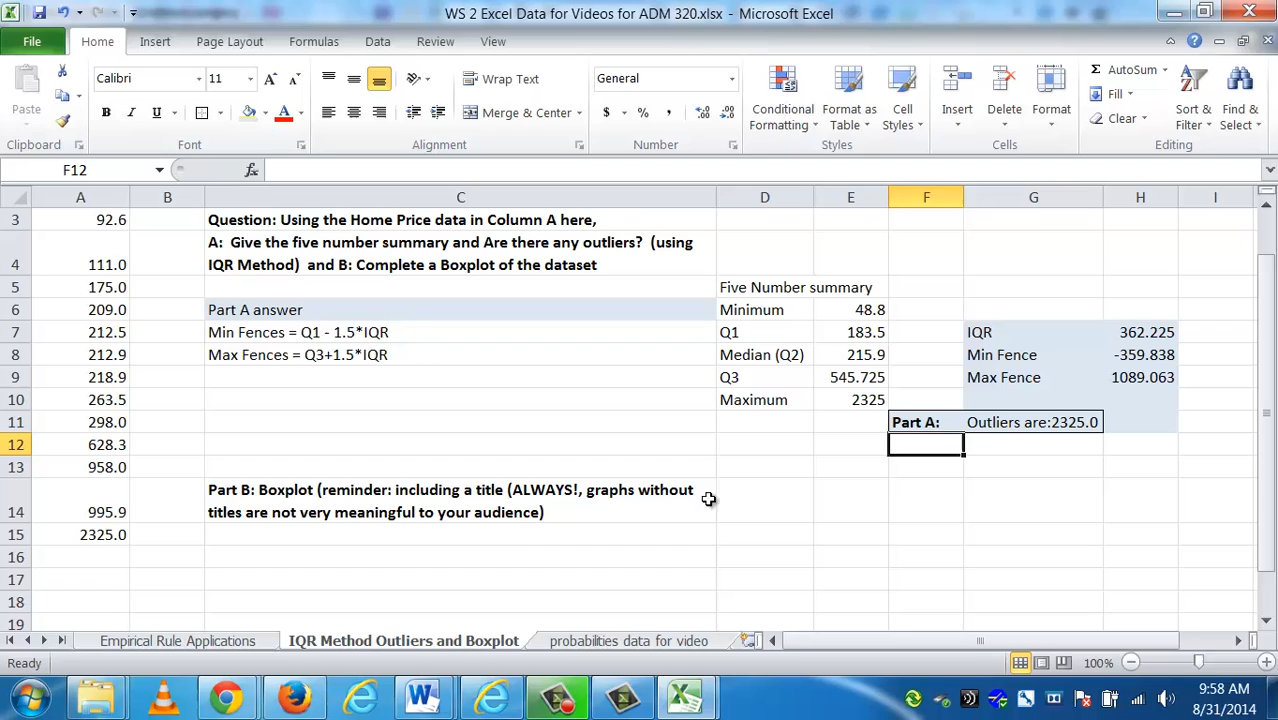 WS 2 Excel Data for Videos for ADM 320.xlsx - Microsoft Excel
File Home Insert Page Layout Formulas Data Review View
Paste
Calibri 11
Wrap Text
General
Merge & Center
Conditional Formatting
Format as Table
Cell Styles
Insert
Delete
Format
AutoSum
Fill
Clear
Sort & Filter
Find & Select
Clipboard Font Alignment Number Styles Cells Editing
F12 fx
A B C D E F G H I
3 92.6 Question: Using the Home Price data in Column A here,
A: Give the five number summary and Are there any outliers? (using
4 111.0 IQR Method) and B: Complete a Boxplot of the dataset
5 175.0 Five Number summary
6 209.0 Part A answer Minimum 48.8
7 212.5 Min Fences = Q1 - 1.5*IQR Q1 183.5 IQR 362.225
8 212.9 Max Fences = Q3+1.5*IQR Median (Q2) 215.9 Min Fence -359.838
9 218.9 Q3 545.725 Max Fence 1089.063
10 263.5 Maximum 2325
11 298.0 Part A: Outliers are:2325.0
12 628.3
13 958.0
Part B: Boxplot (reminder: including a title (ALWAYS!, graphs without
14 995.9 titles are not very meaningful to your audience)
15 2325.0
16
17
18
19
Empirical Rule Applications IQR Method Outliers and Boxplot probabilities data for video
Ready 100%
9:58 AM
8/31/2014